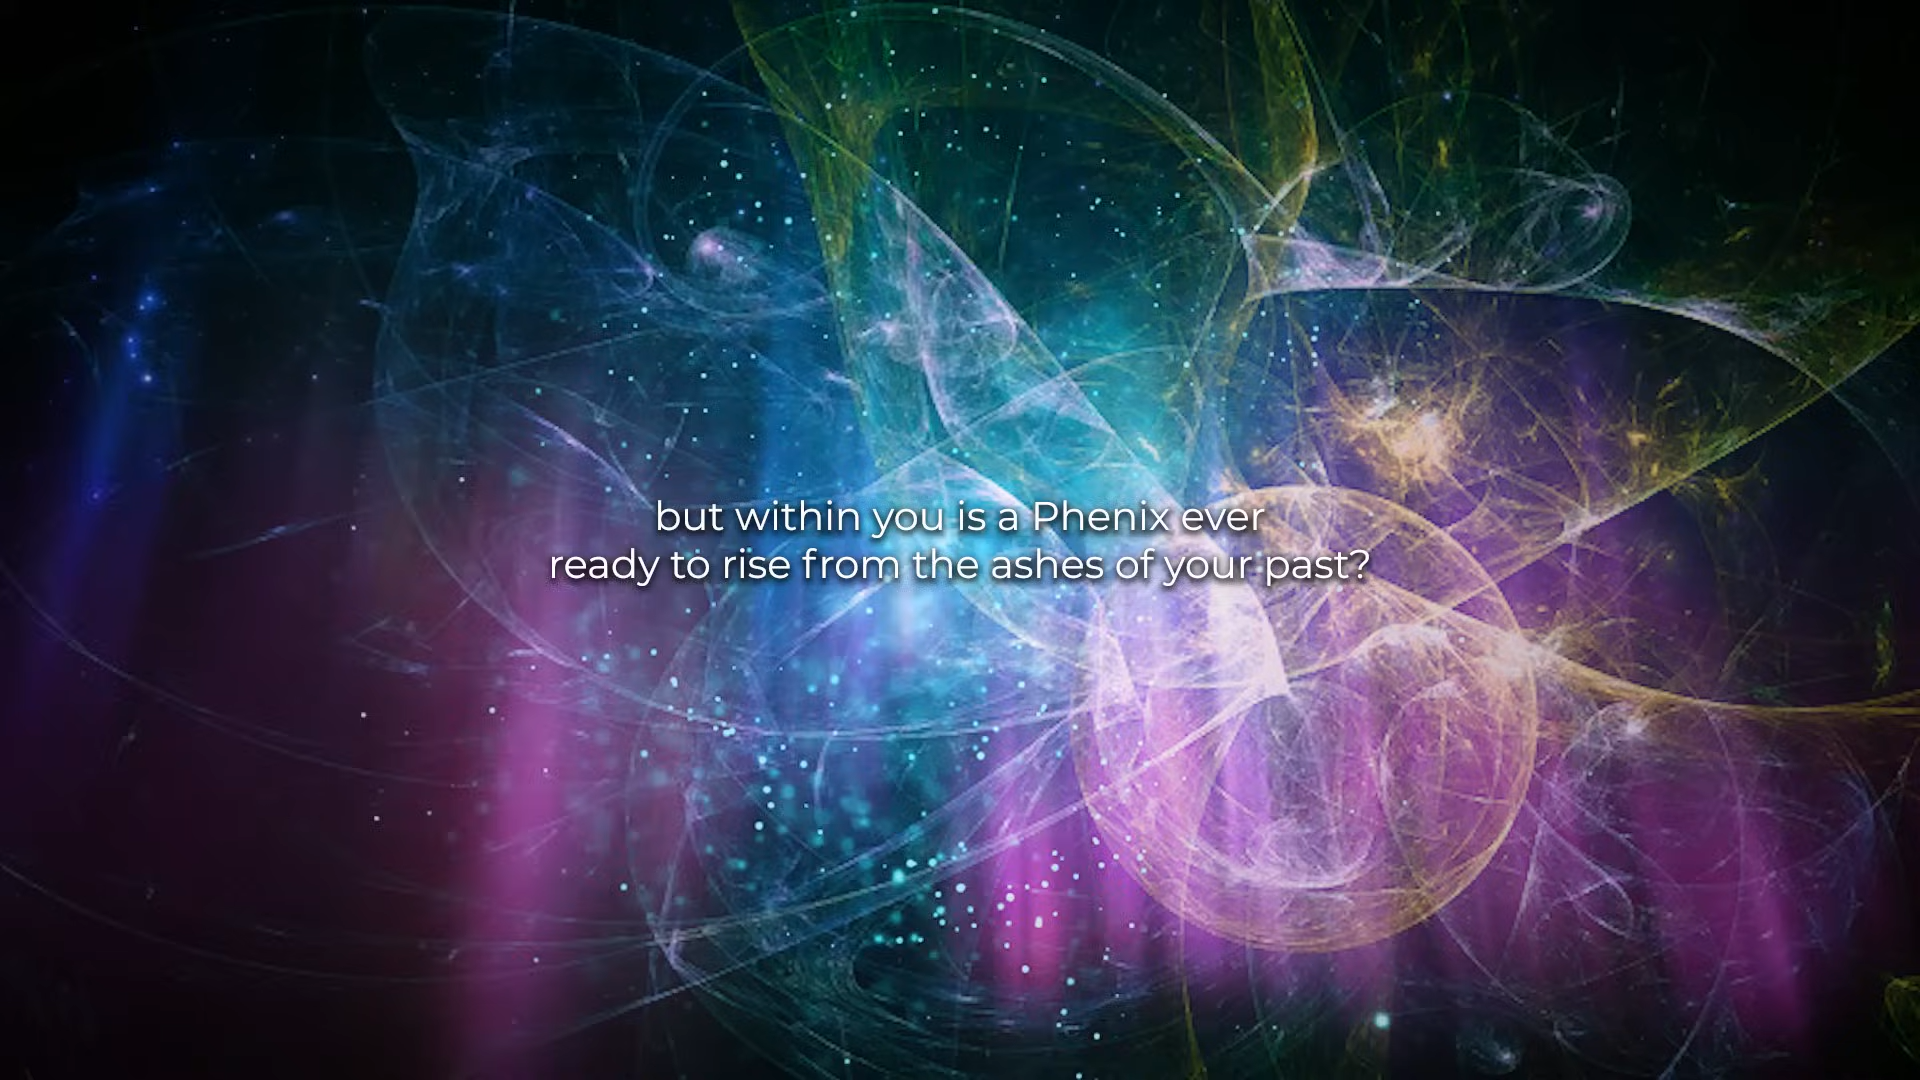 but within you is a Phenix ever
ready to rise from the ashes of your past?